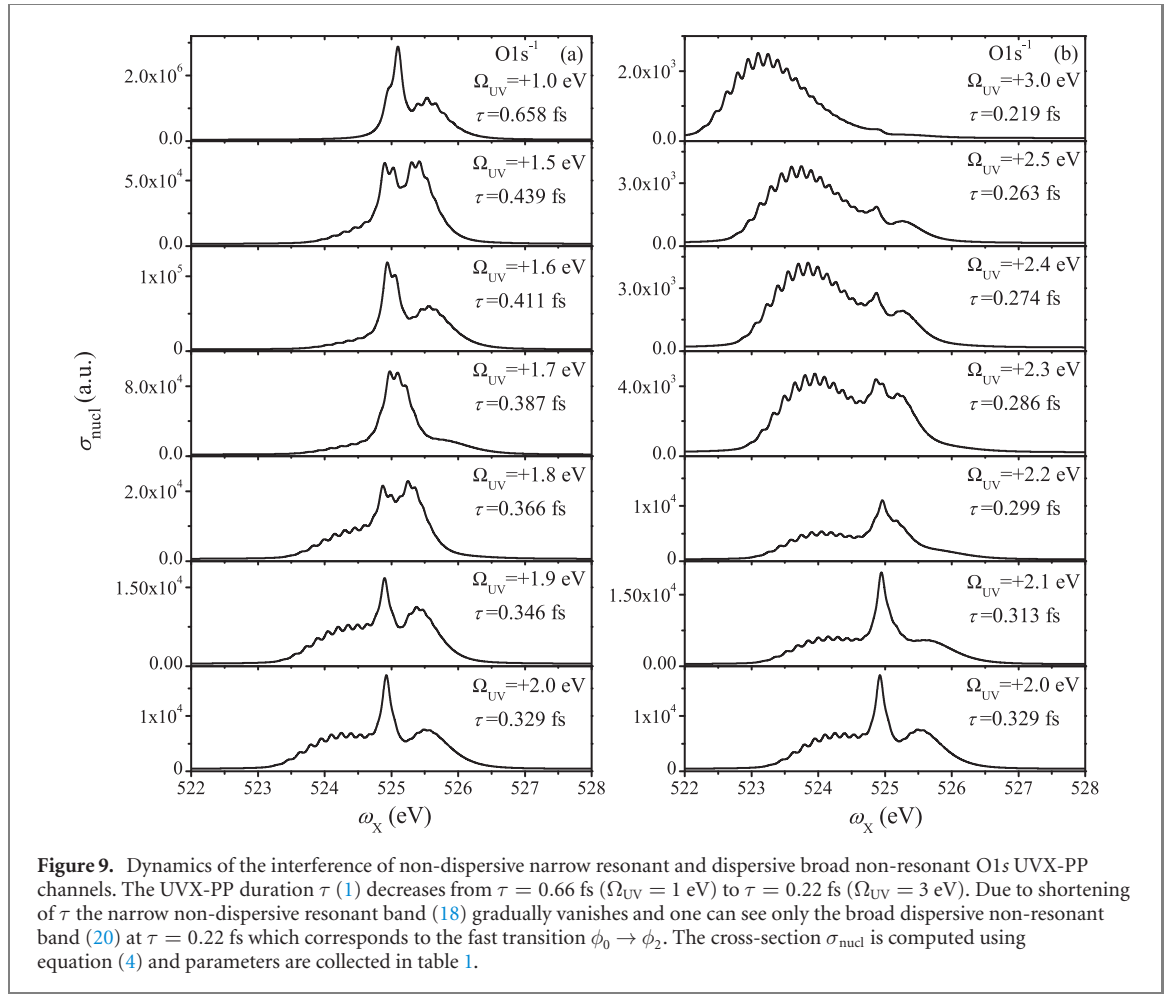 O1s⁻¹ (a)
Ω_UV=+1.0 eV
τ=0.658 fs
2.0x10⁶
0.0
Ω_UV=+1.5 eV
τ=0.439 fs
5.0x10⁴
0.0
Ω_UV=+1.6 eV
τ=0.411 fs
1x10⁵
0
Ω_UV=+1.7 eV
τ=0.387 fs
8.0x10⁴
0.0
Ω_UV=+1.8 eV
τ=0.366 fs
2.0x10⁴
0.0
Ω_UV=+1.9 eV
τ=0.346 fs
1.50x10⁴
0.00
Ω_UV=+2.0 eV
τ=0.329 fs
1x10⁴
0
522 523 524 525 526 527 528
ω_X (eV)
σ_nucl (a.u.)
O1s⁻¹ (b)
Ω_UV=+3.0 eV
τ=0.219 fs
2.0x10³
0.0
Ω_UV=+2.5 eV
τ=0.263 fs
3.0x10³
0.0
Ω_UV=+2.4 eV
τ=0.274 fs
3.0x10³
0.0
Ω_UV=+2.3 eV
τ=0.286 fs
4.0x10³
0.0
Ω_UV=+2.2 eV
τ=0.299 fs
1x10⁴
0
Ω_UV=+2.1 eV
τ=0.313 fs
1.50x10⁴
0.00
Ω_UV=+2.0 eV
τ=0.329 fs
1x10⁴
0
522 523 524 525 526 527 528
ω_X (eV)
Figure 9. Dynamics of the interference of non-dispersive narrow resonant and dispersive broad non-resonant O1s UVX-PP
channels. The UVX-PP duration τ (1) decreases from τ = 0.66 fs (Ω_UV = 1 eV) to τ = 0.22 fs (Ω_UV = 3 eV). Due to shortening
of τ the narrow non-dispersive resonant band (18) gradually vanishes and one can see only the broad dispersive non-resonant
band (20) at τ = 0.22 fs which corresponds to the fast transition ϕ₀ → ϕ₂. The cross-section σ_nucl is computed using
equation (4) and parameters are collected in table 1.